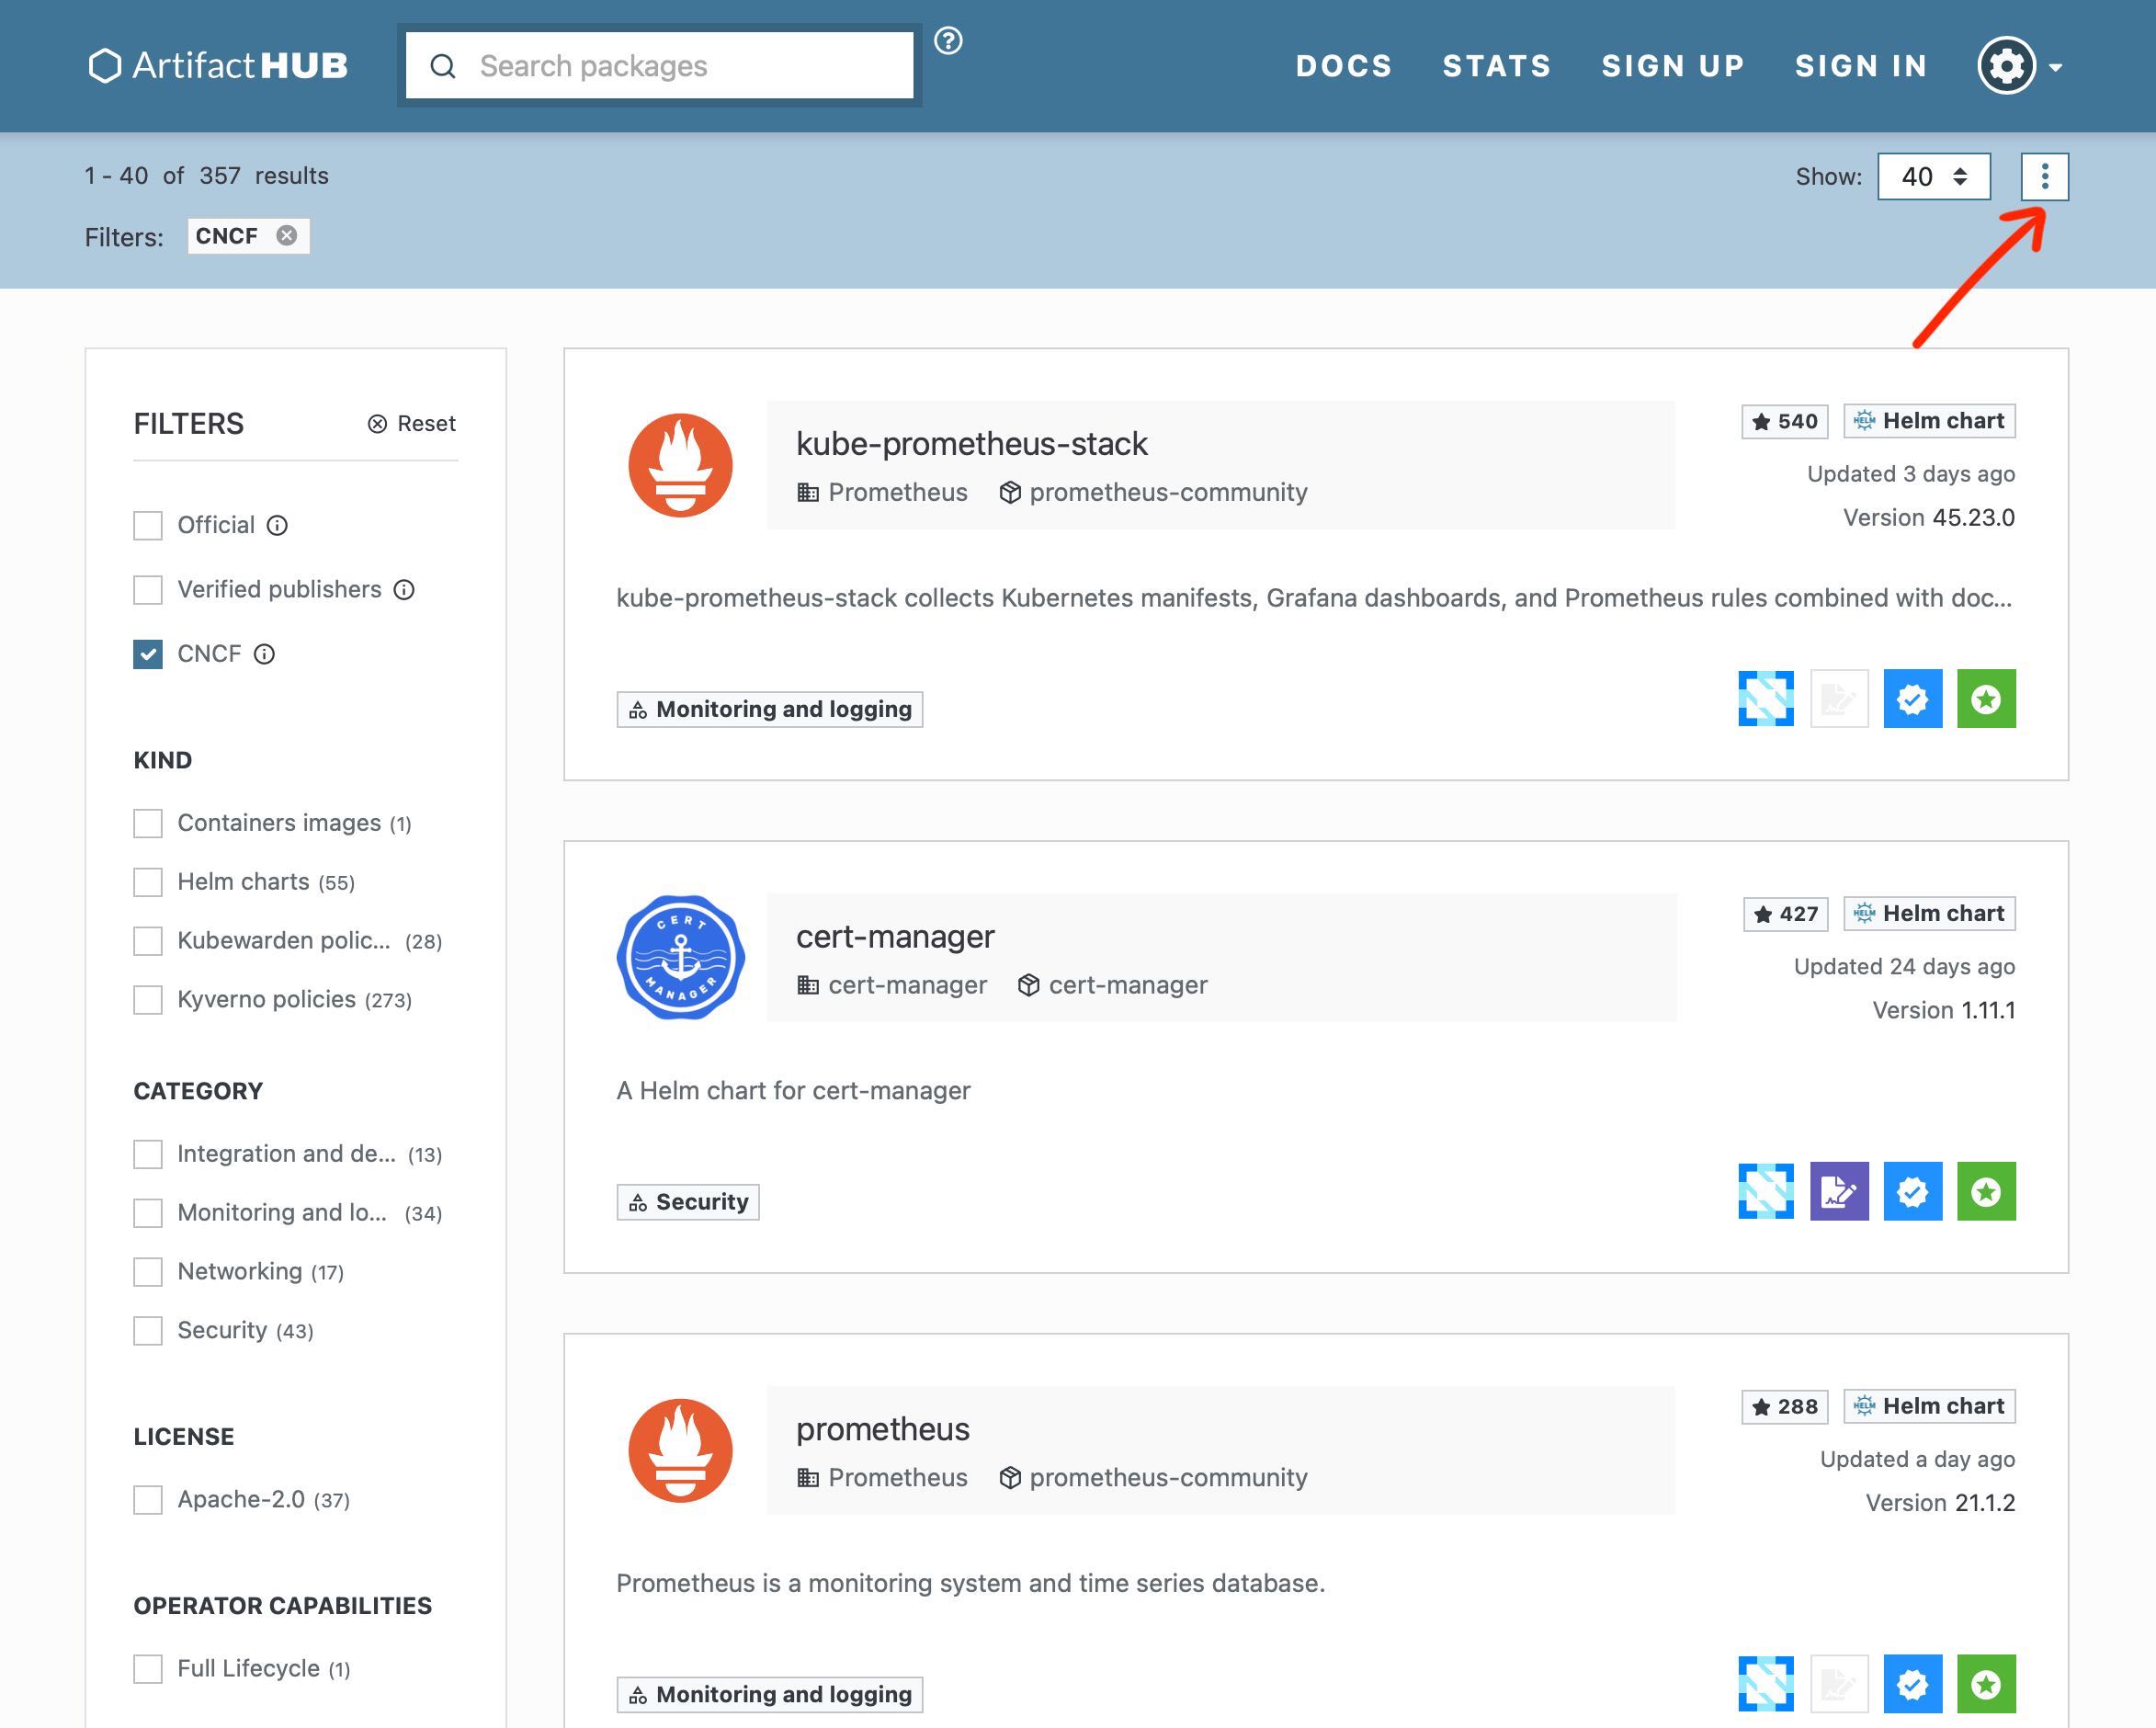 ArtifactHUB
Search packages
DOCS STATS SIGN UP SIGN IN
1 - 40 of 357 results
Show: 40
Filters: CNCF
FILTERS
Reset
Official
Verified publishers
CNCF
KIND
Containers images (1)
Helm charts (55)
Kubewarden polic... (28)
Kyverno policies (273)
CATEGORY
Integration and de... (13)
Monitoring and lo... (34)
Networking (17)
Security (43)
LICENSE
Apache-2.0 (37)
OPERATOR CAPABILITIES
Full Lifecycle (1)
kube-prometheus-stack
Prometheus prometheus-community
540 HELM Helm chart
Updated 3 days ago
Version 45.23.0
kube-prometheus-stack collects Kubernetes manifests, Grafana dashboards, and Prometheus rules combined with doc...
Monitoring and logging
CERT
MANAGER
cert-manager
cert-manager cert-manager
427 HELM Helm chart
Updated 24 days ago
Version 1.11.1
A Helm chart for cert-manager
Security
prometheus
Prometheus prometheus-community
288 HELM Helm chart
Updated a day ago
Version 21.1.2
Prometheus is a monitoring system and time series database.
Monitoring and logging